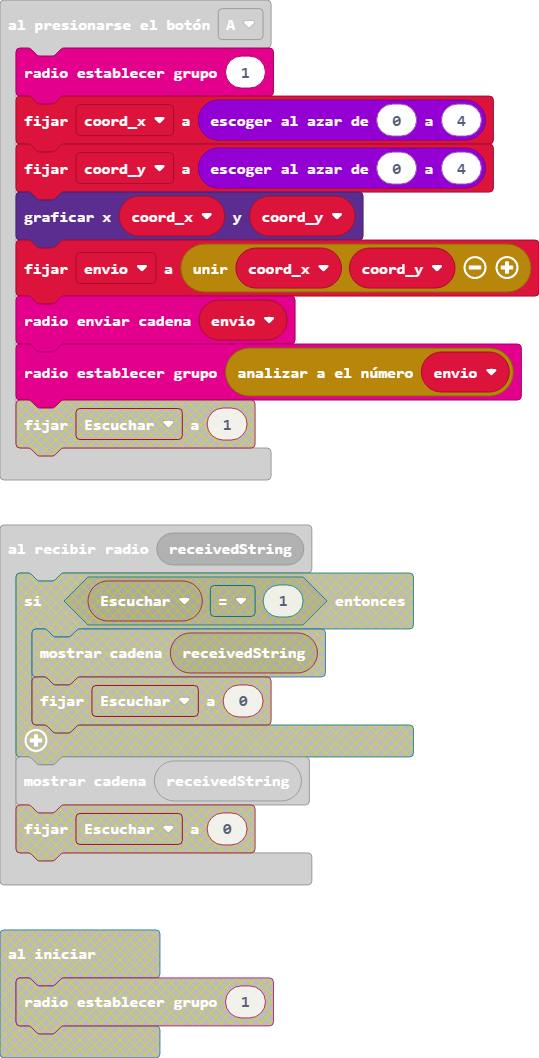 al presionarse el botón A
radio establecer grupo 1
fijar coord_x a escoger al azar de 0 a 4
fijar coord_y a escoger al azar de 0 a 4
graficar x coord_x y coord_y
fijar envio a unir coord_x coord_y
radio enviar cadena envio
radio establecer grupo analizar a el número envio
fijar Escuchar a 1
al recibir radio receivedString
si Escuchar = 1 entonces
mostrar cadena receivedString
fijar Escuchar a 0
mostrar cadena receivedString
fijar Escuchar a 0
al iniciar
radio establecer grupo 1